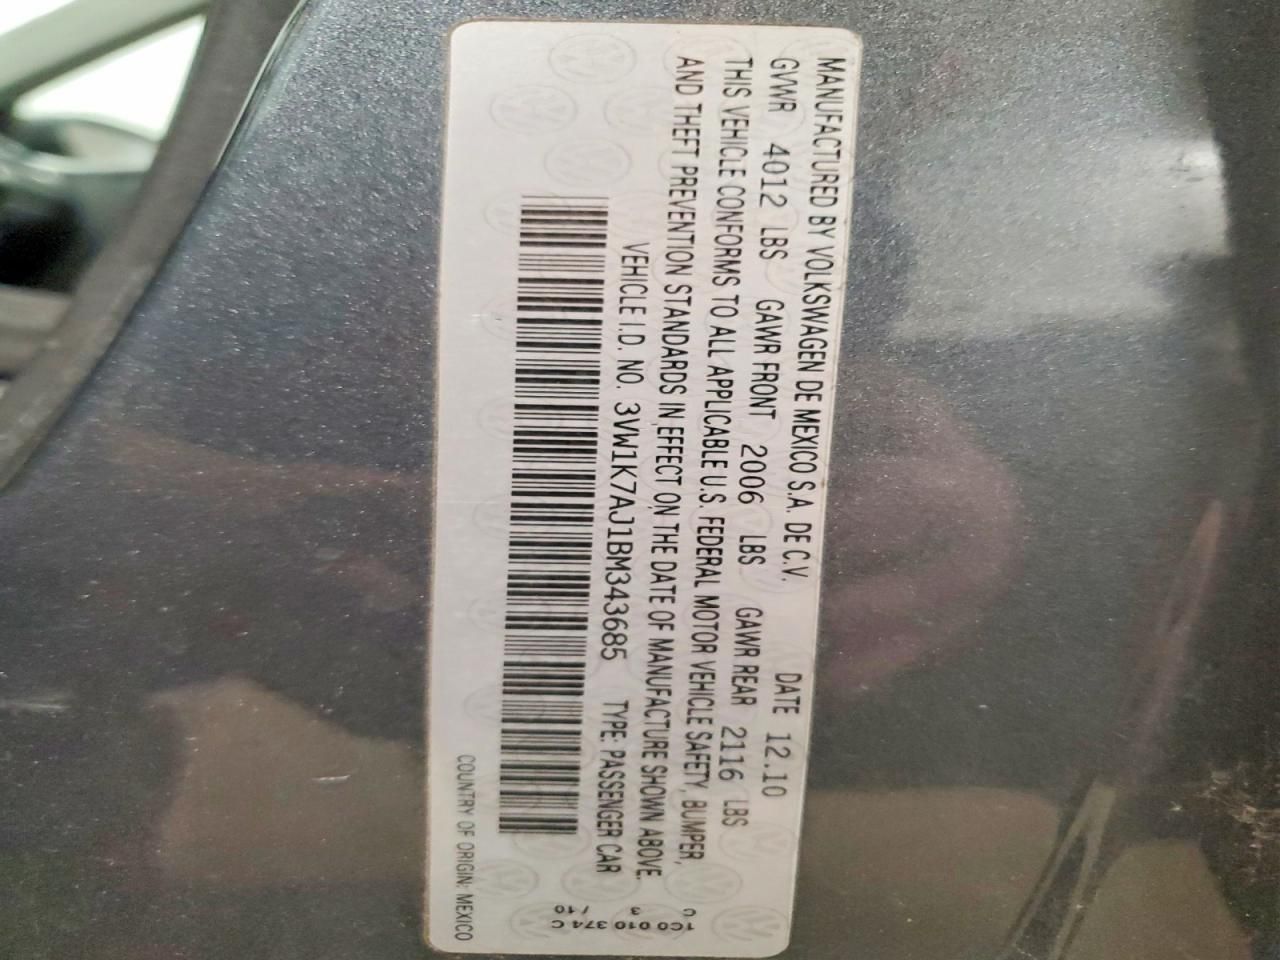 MANUFACTURED BY VOLKSWAGEN DE MEXICO S.A. DE C.V. DATE 12.10
GVWR 4012 LBS GAWR FRONT 2006 LBS GAWR REAR 2116 LBS
THIS VEHICLE CONFORMS TO ALL APPLICABLE U.S. FEDERAL MOTOR VEHICLE SAFETY, BUMPER,
AND THEFT PREVENTION STANDARDS IN EFFECT ON THE DATE OF MANUFACTURE SHOWN ABOVE.
VEHICLE I.D. NO. 3VW1K7AJ1BM343685 TYPE: PASSENGER CAR
COUNTRY OF ORIGIN: MEXICO
1C0 010 374 C